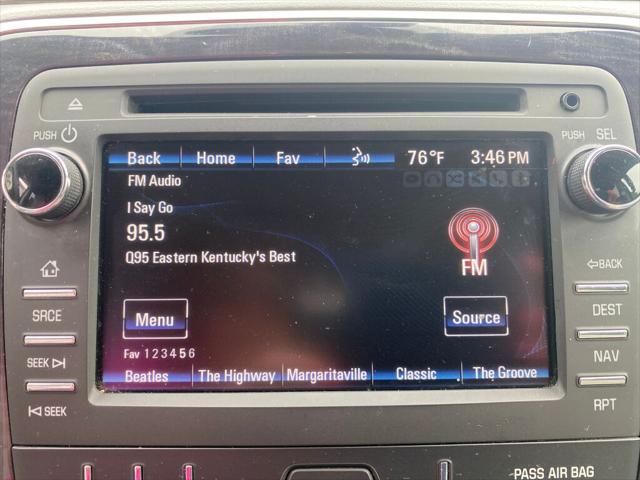 PUSH
PUSH SEL
Back Home Fav 76°F 3:46 PM
FM Audio
I Say Go
95.5
Q95 Eastern Kentucky's Best
FM
BACK
SRCE
DEST
Menu
Source
SEEK
NAV
Fav 1 2 3 4 5 6
Beatles The Highway Margaritaville Classic The Groove
SEEK
RPT
PASS AIR BAG